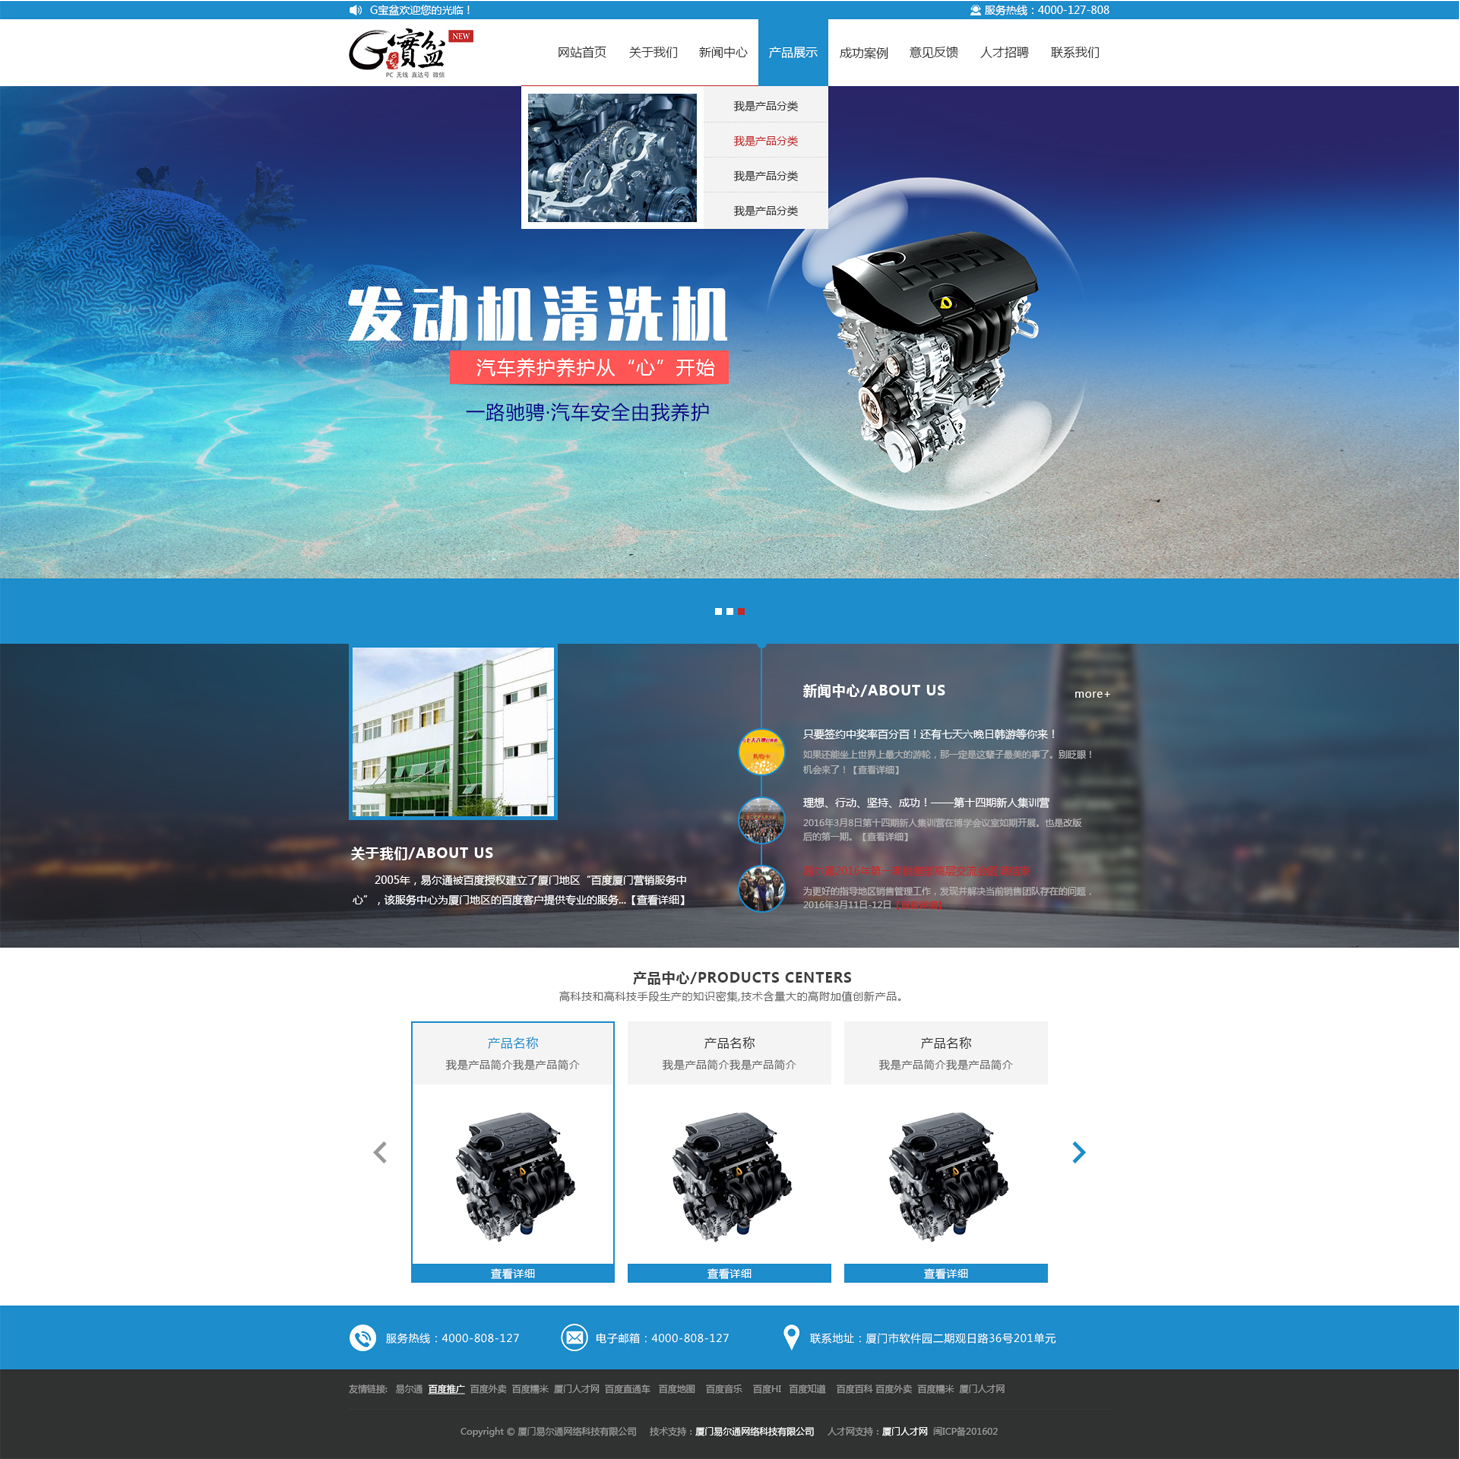 G宝盆欢迎您的光临！
服务热线：4000-127-808
G寶盆 NEW
PC 无线 直达号 微信
网站首页 关于我们 新闻中心 产品展示 成功案例 意见反馈 人才招聘 联系我们
我是产品分类
我是产品分类
我是产品分类
我是产品分类
发动机清洗机
汽车养护养护从“心”开始
一路驰骋·汽车安全由我养护
新闻中心/ABOUT US
more+
只要签约中奖率百分百！还有七天六晚日韩游等你来！
如果还能坐上世界上最大的游轮，那一定是这辈子最美的事了。别眨眼！
机会来了！【查看详细】
理想、行动、坚持、成功！——第十四期新人集训营
2016年3月8日第十四期新人集训营在博学会议室如期开展。也是改版
后的第一期。【查看详细】
为更好的指导地区销售管理工作，发现并解决当前销售团队存在的问题，
2016年3月11日-12日【查看详细】
关于我们/ABOUT US
2005年，易尔通被百度授权建立了厦门地区“百度厦门营销服务中
心”，该服务中心为厦门地区的百度客户提供专业的服务...【查看详细】
产品中心/PRODUCTS CENTERS
高科技和高科技手段生产的知识密集,技术含量大的高附加值创新产品。
产品名称 产品名称 产品名称
我是产品简介我是产品简介 我是产品简介我是产品简介 我是产品简介我是产品简介
查看详细 查看详细 查看详细
服务热线：4000-808-127 电子邮箱：4000-808-127 联系地址：厦门市软件园二期观日路36号201单元
友情链接: 易尔通 百度推广 百度外卖 百度糯米 厦门人才网 百度直通车 百度地图 百度音乐 百度HI 百度知道 百度百科 百度外卖 百度糯米 厦门人才网
Copyright © 厦门易尔通网络科技有限公司 技术支持：厦门易尔通网络科技有限公司 人才网支持：厦门人才网 闽ICP备201602